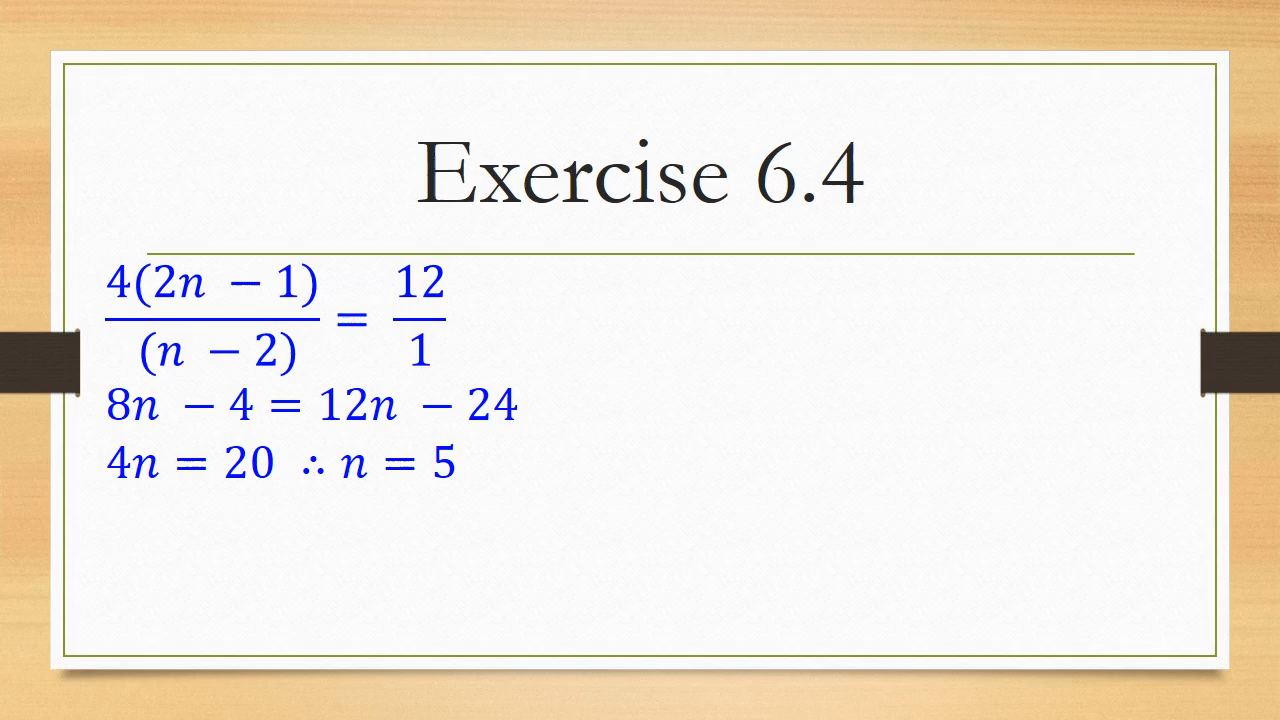 Exercise 6.4
4(2n − 1)/(n − 2) = 12/1
8n − 4 = 12n − 24
4n = 20 ∴ n = 5